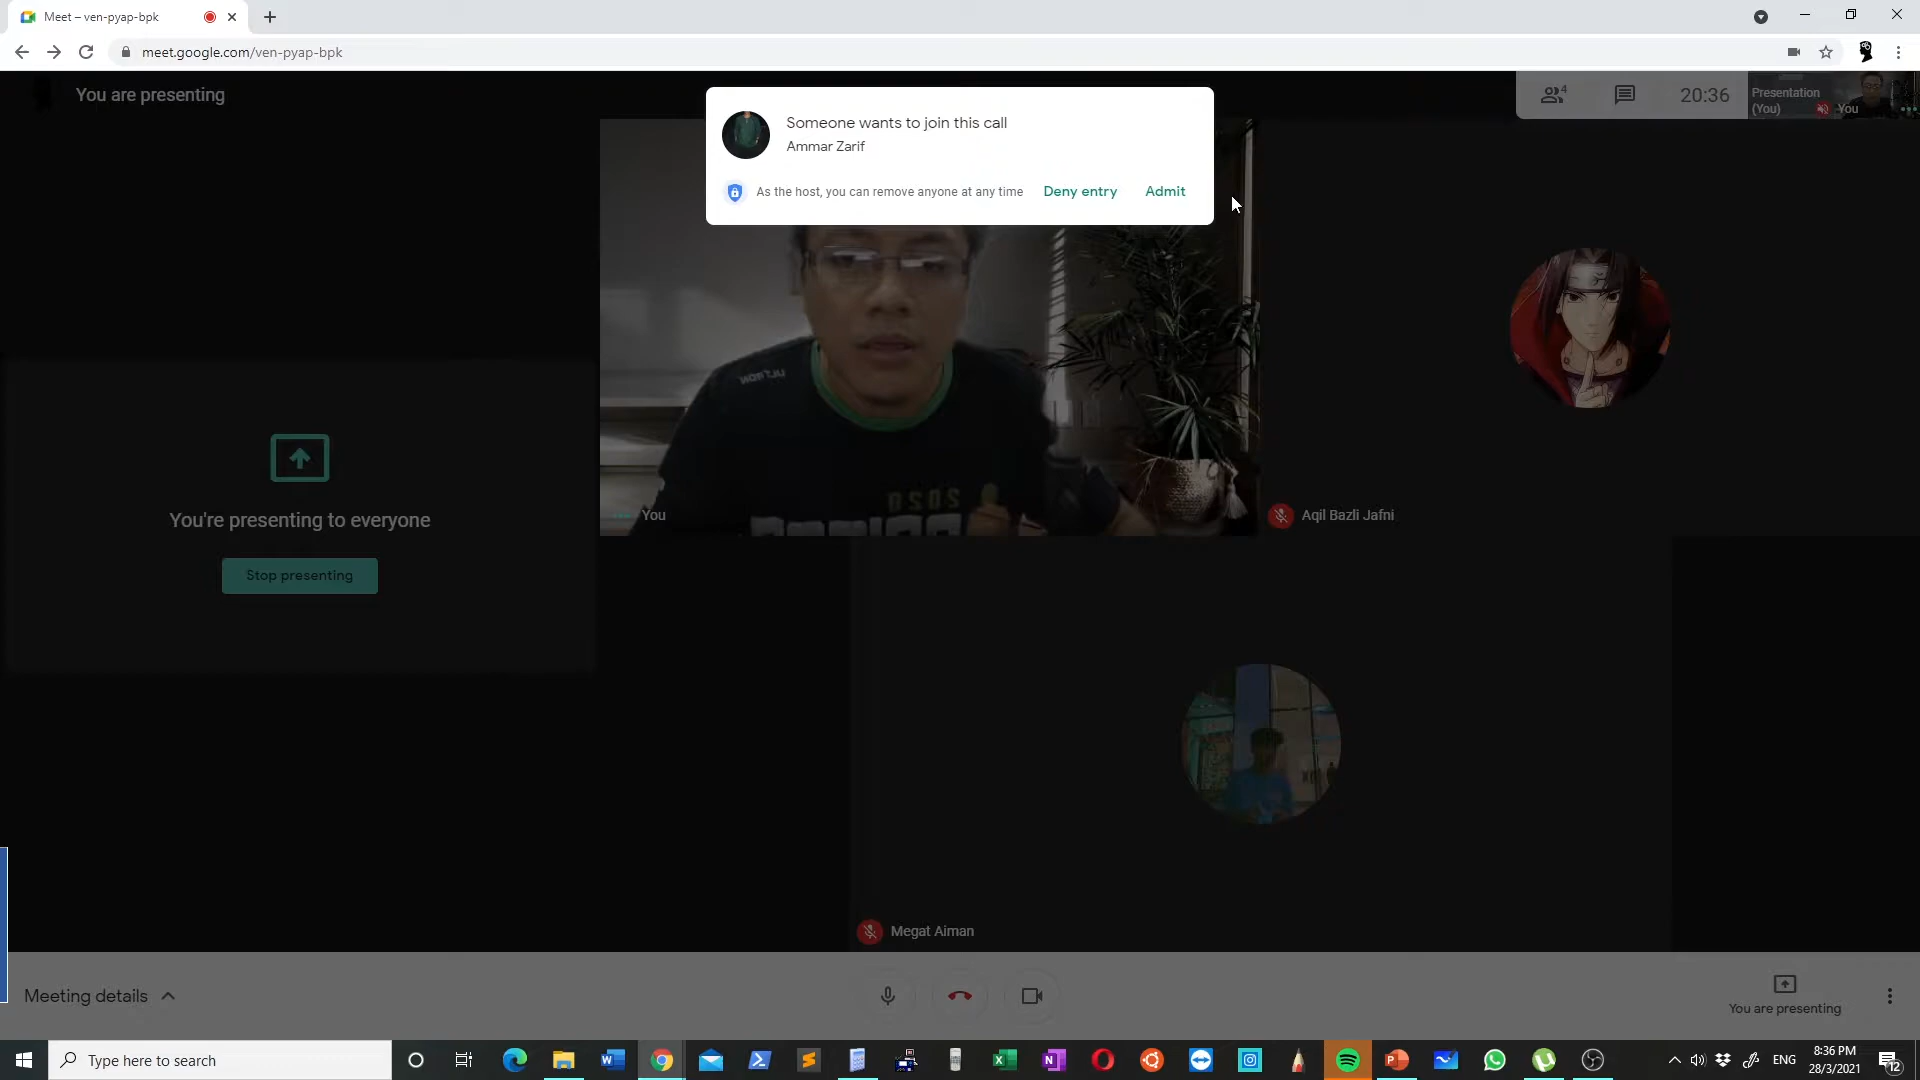 Meet – ven-pyap-bpk
meet.google.com/ven-pyap-bpk
You are presenting
Someone wants to join this call
Ammar Zarif
As the host, you can remove anyone at any time
Deny entry
Admit
4
20:36
Presentation
(You)
You
You're presenting to everyone
Stop presenting
You
Aqil Bazli Jafni
Megat Aiman
Meeting details
You are presenting
Type here to search
ENG
8:36 PM
28/3/2021
12